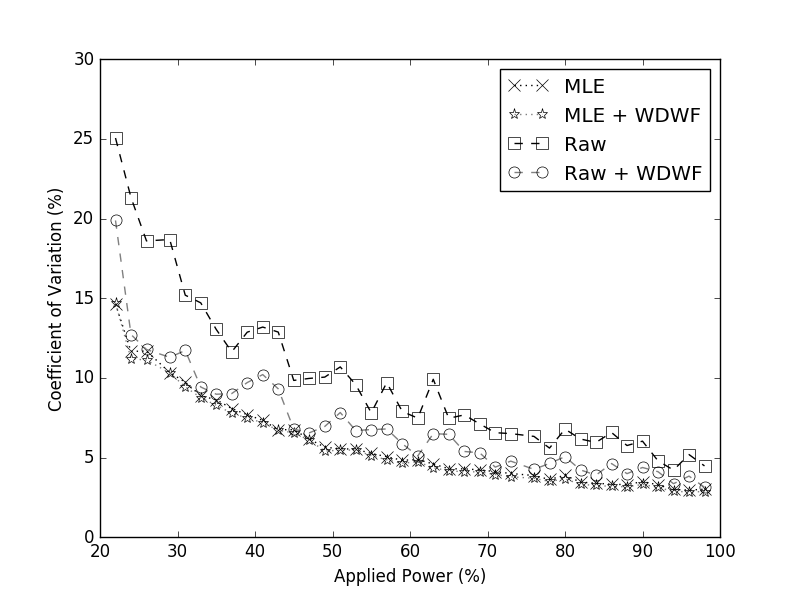 30
25
20
15
10
5
0
20 30 40 50 60 70 80 90 100
Coefficient of Variation (%)
Applied Power (%)
MLE
MLE + WDWF
Raw
Raw + WDWF